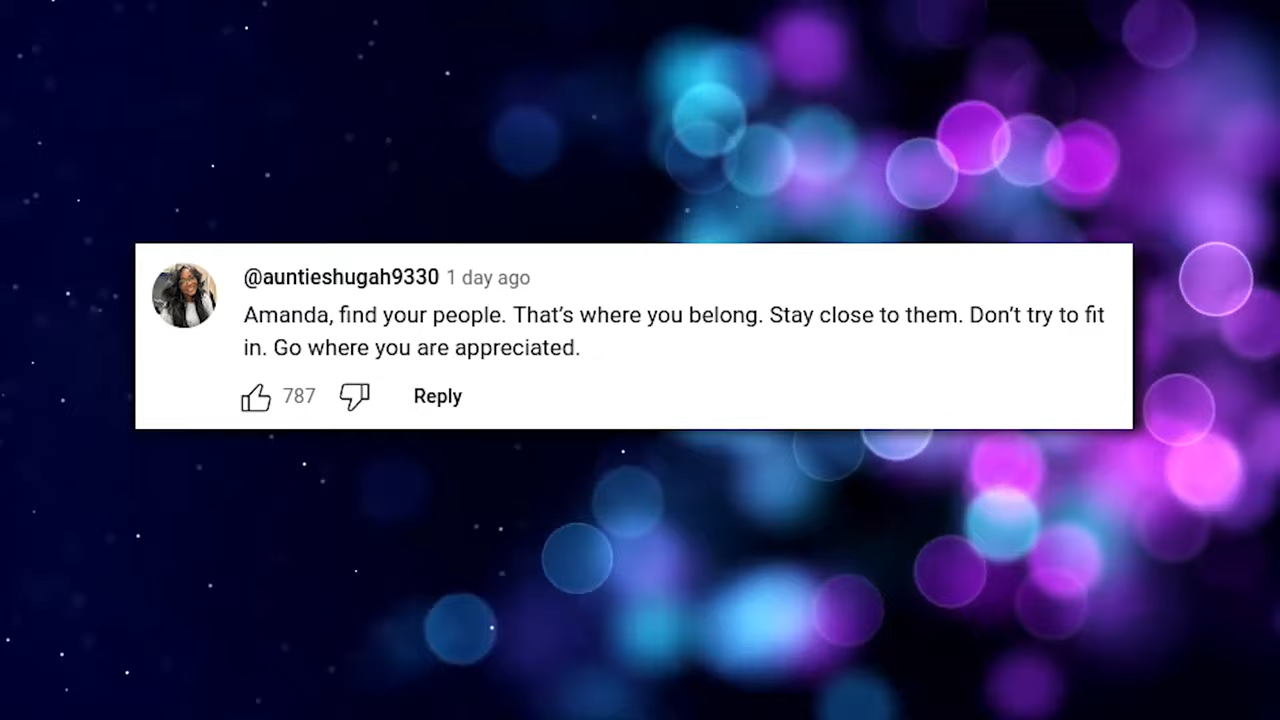 @auntieshugah9330 1 day ago
Amanda, find your people. That’s where you belong. Stay close to them. Don’t try to fit
in. Go where you are appreciated.
787 Reply